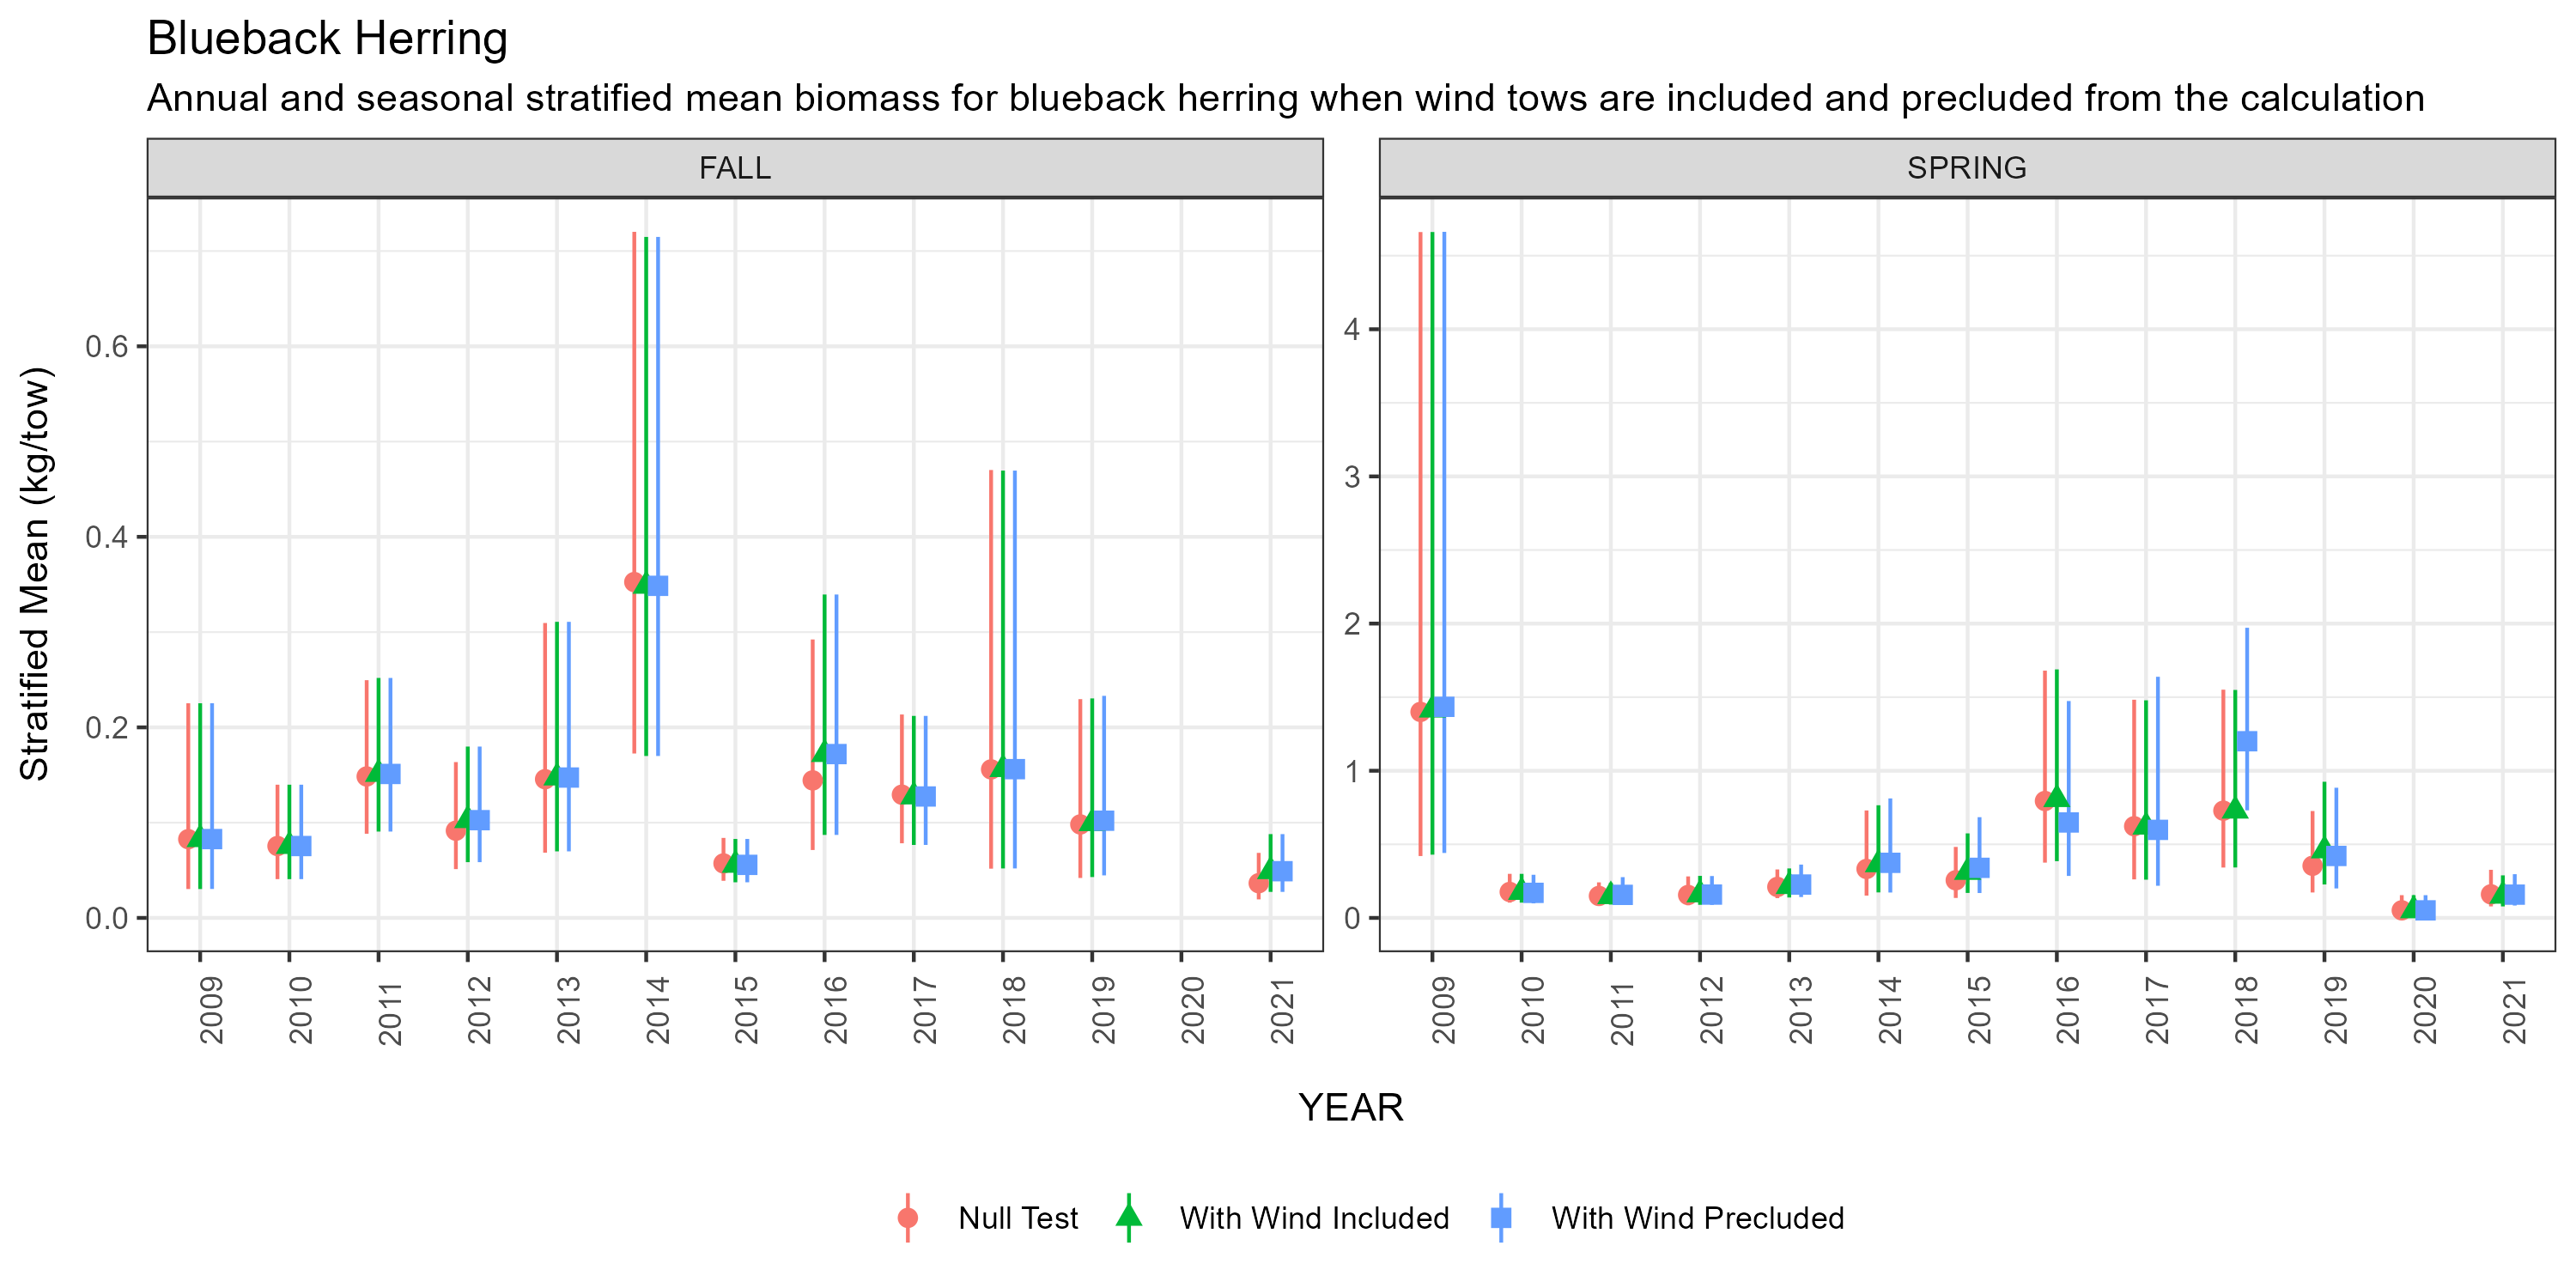 Blueback Herring
Annual and seasonal stratified mean biomass for blueback herring when wind tows are included and precluded from the calculation
FALL
SPRING
Stratified Mean (kg/tow)
0.6
0.4
0.2
0.0
4
3
2
1
0
2009 2010 2011 2012 2013 2014 2015 2016 2017 2018 2019 2020 2021
2009 2010 2011 2012 2013 2014 2015 2016 2017 2018 2019 2020 2021
YEAR
Null Test With Wind Included With Wind Precluded